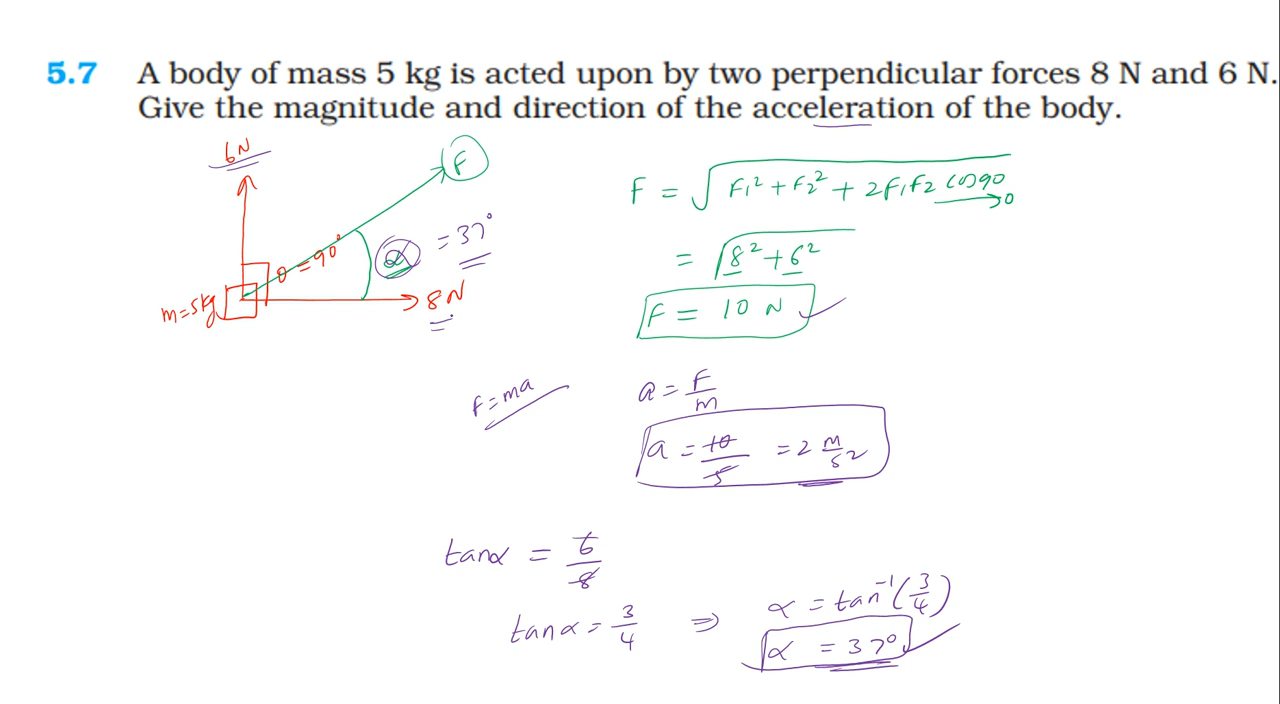 5.7 A body of mass 5 kg is acted upon by two perpendicular forces 8 N and 6 N.
Give the magnitude and direction of the acceleration of the body.
6N
F
F = √F₁² + F₂² + 2F₁F₂ cos90 → 0
α = 37°
θ = 90°
= √8² + 6²
m=5kg
8N
F = 10 N
F = ma
a = F/m
a = 10/5 = 2 m/s²
tanα = 6/8
tanα = 3/4 ⇒ α = tan⁻¹(3/4)
α = 37°